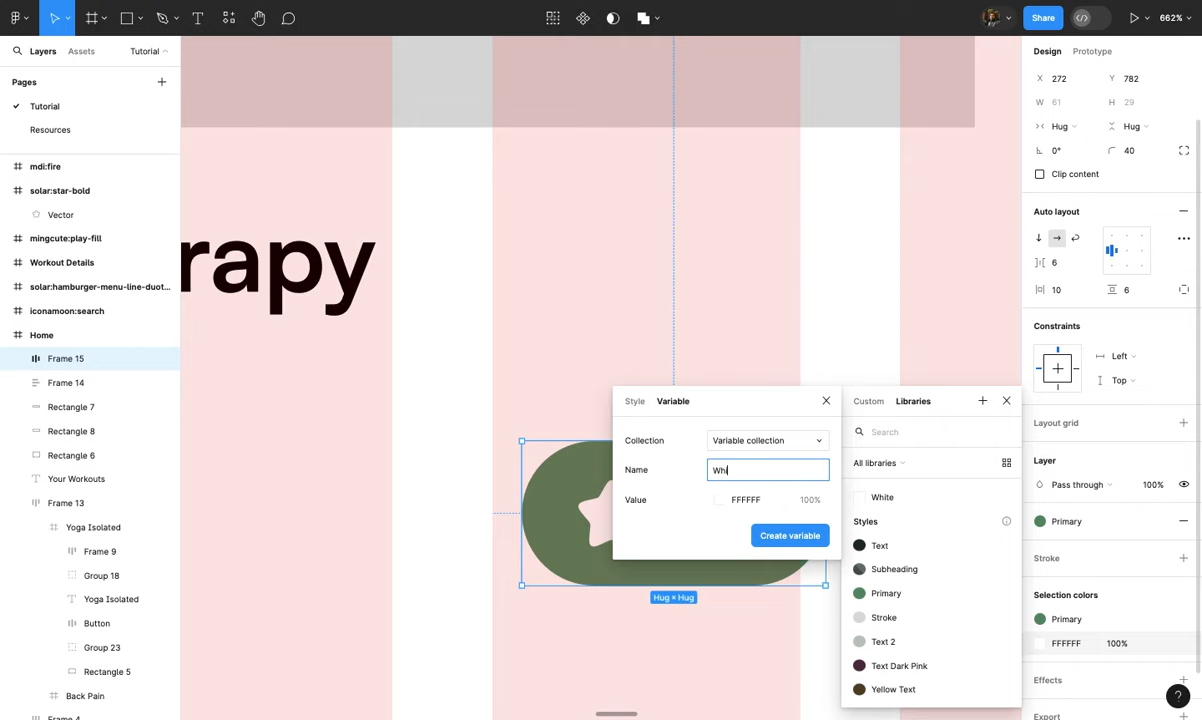 Share
662%
Layers
Assets
Tutorial
Pages
Tutorial
Resources
mdi:fire
solar:star-bold
Vector
mingcute:play-fill
Workout Details
solar:hamburger-menu-line-duot...
iconamoon:search
Home
Frame 15
Frame 14
Rectangle 7
Rectangle 8
Rectangle 6
Your Workouts
Frame 13
Yoga Isolated
Frame 9
Group 18
Yoga Isolated
Button
Group 23
Rectangle 5
Back Pain
Frame 4
rapy
Hug × Hug
Style
Variable
Collection
Variable collection
Name
Whi
Value
FFFFFF
100%
Create variable
Custom
Libraries
Search
All libraries
White
Styles
Text
Subheading
Primary
Stroke
Text 2
Text Dark Pink
Yellow Text
Design
Prototype
X 272
Y 782
W 61
H 29
Hug
Hug
0°
40
Clip content
Auto layout
6
10
6
Constraints
Left
Top
Layout grid
Layer
Pass through
100%
Primary
Stroke
Selection colors
Primary
FFFFFF
100%
Effects
Export
?